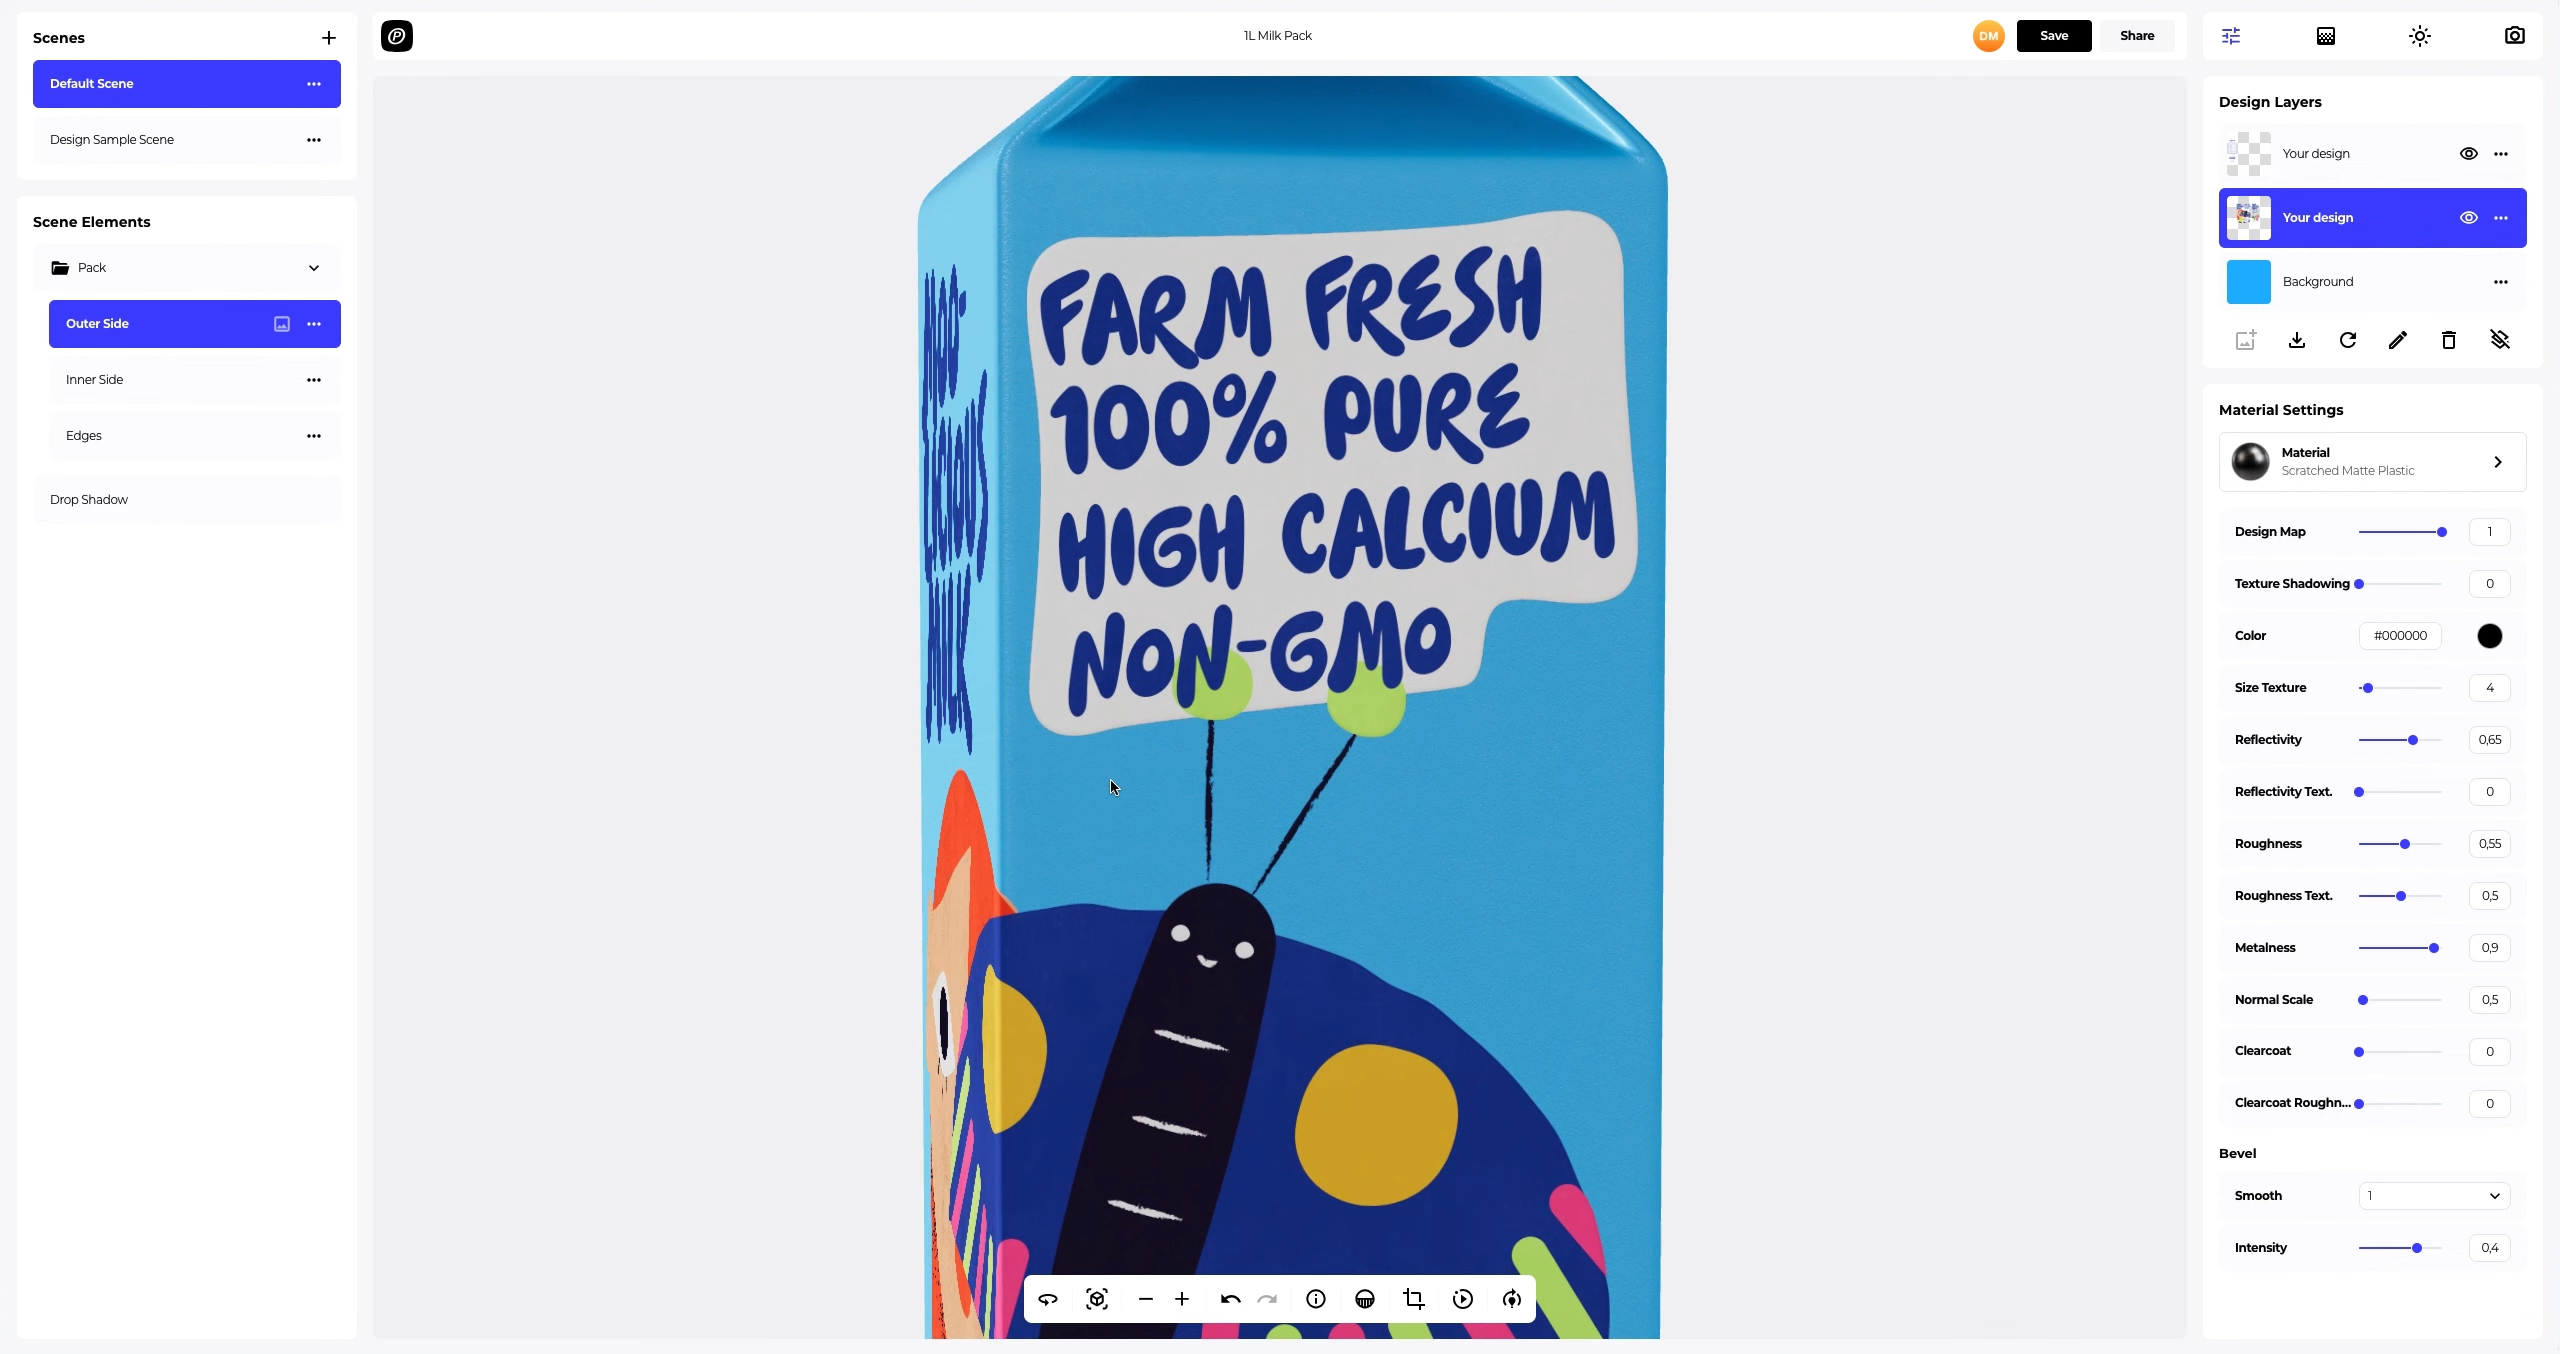 Scenes
Default Scene
Design Sample Scene
Scene Elements
Pack
Outer Side
Inner Side
Edges
Drop Shadow
1L Milk Pack
DM
Save
Share
FARM FRESH
100% PURE
HIGH CALCIUM
NON-GMO
MILK
Design Layers
Your design
Your design
Background
Material Settings
Material
Scratched Matte Plastic
Design Map 1
Texture Shadowing 0
Color #000000
Size Texture 4
Reflectivity 0,65
Reflectivity Text. 0
Roughness 0,55
Roughness Text. 0,5
Metalness 0,9
Normal Scale 0,5
Clearcoat 0
Clearcoat Roughn... 0
Bevel
Smooth 1
Intensity 0,4